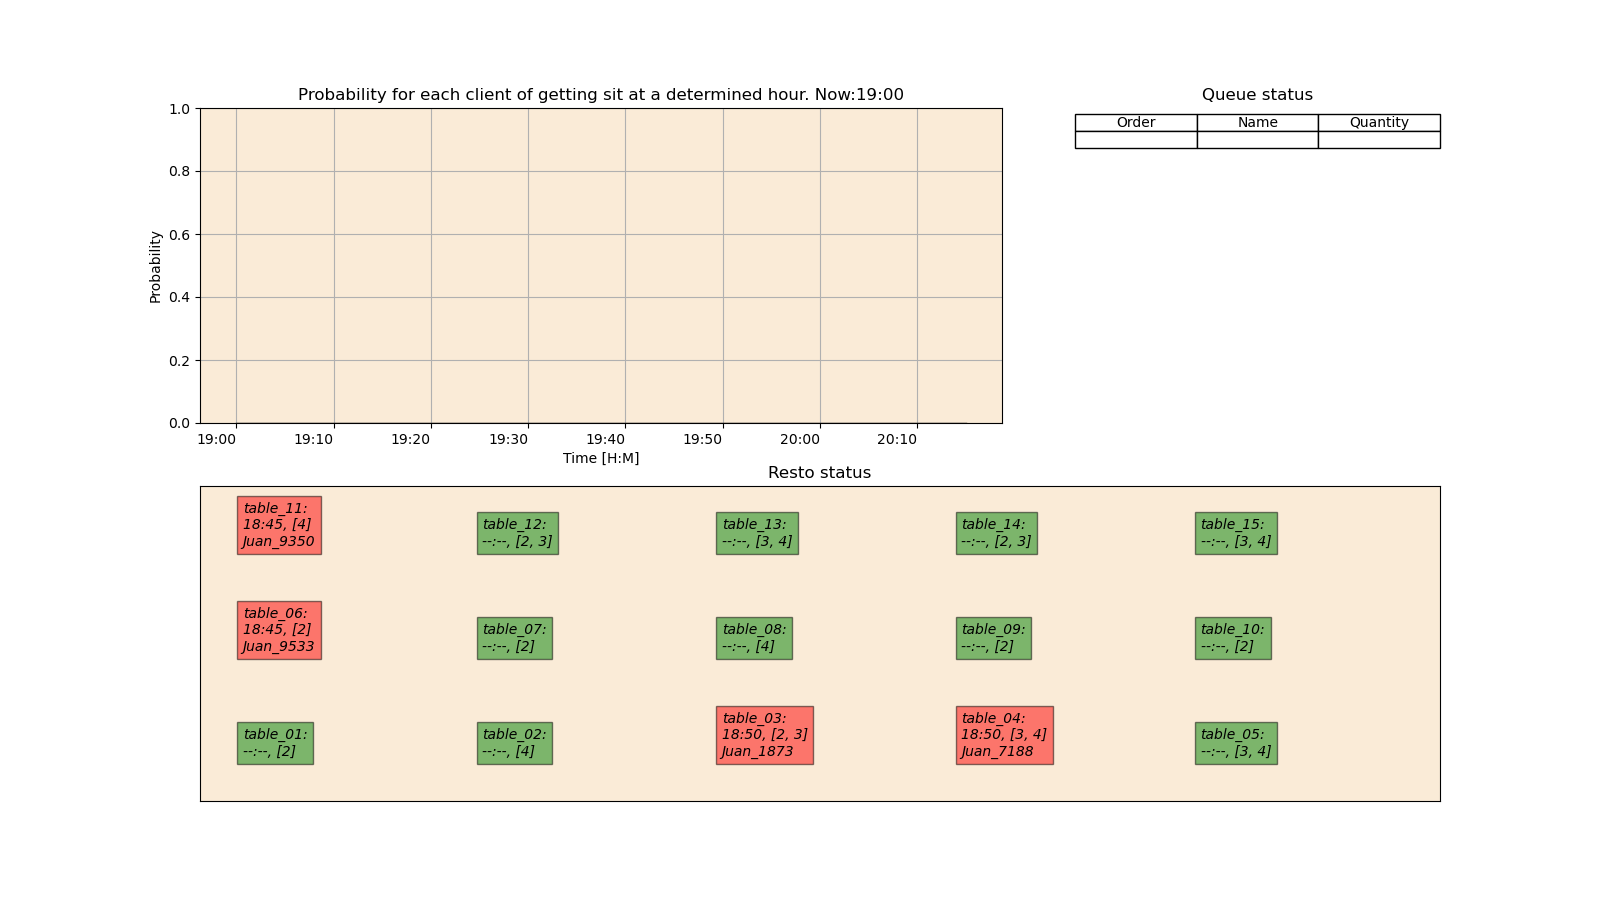 Probability for each client of getting sit at a determined hour. Now:19:00
1.0
0.8
0.6
0.4
0.2
0.0
Probability
19:00 19:10 19:20 19:30 19:40 19:50 20:00 20:10
Time [H:M]
Queue status
Order Name Quantity
Resto status
table_11:
18:45, [4]
Juan_9350
table_12:
--:--, [2, 3]
table_13:
--:--, [3, 4]
table_14:
--:--, [2, 3]
table_15:
--:--, [3, 4]
table_06:
18:45, [2]
Juan_9533
table_07:
--:--, [2]
table_08:
--:--, [4]
table_09:
--:--, [2]
table_10:
--:--, [2]
table_01:
--:--, [2]
table_02:
--:--, [4]
table_03:
18:50, [2, 3]
Juan_1873
table_04:
18:50, [3, 4]
Juan_7188
table_05:
--:--, [3, 4]